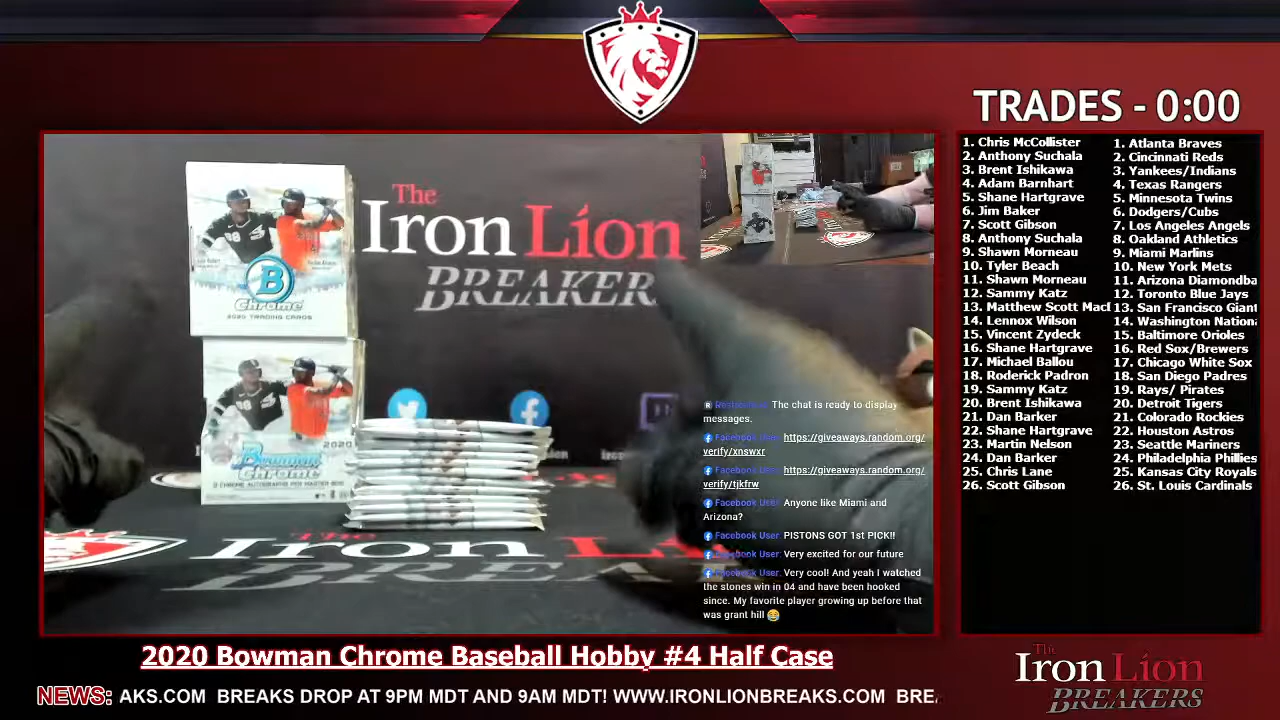 TRADES - 0:00
1. Chris McCollister
2. Anthony Suchala
3. Brent Ishikawa
4. Adam Barnhart
5. Shane Hartgrave
6. Jim Baker
7. Scott Gibson
8. Anthony Suchala
9. Shawn Morneau
10. Tyler Beach
11. Shawn Morneau
12. Sammy Katz
13. Matthew Scott Macl
14. Lennox Wilson
15. Vincent Zydeck
16. Shane Hartgrave
17. Michael Ballou
18. Roderick Padron
19. Sammy Katz
20. Brent Ishikawa
21. Dan Barker
22. Shane Hartgrave
23. Martin Nelson
24. Dan Barker
25. Chris Lane
26. Scott Gibson
1. Atlanta Braves
2. Cincinnati Reds
3. Yankees/Indians
4. Texas Rangers
5. Minnesota Twins
6. Dodgers/Cubs
7. Los Angeles Angels
8. Oakland Athletics
9. Miami Marlins
10. New York Mets
11. Arizona Diamondba
12. Toronto Blue Jays
13. San Francisco Giant
14. Washington Nationa
15. Baltimore Orioles
16. Red Sox/Brewers
17. Chicago White Sox
18. San Diego Padres
19. Rays/ Pirates
20. Detroit Tigers
21. Colorado Rockies
22. Houston Astros
23. Seattle Mariners
24. Philadelphia Phillies
25. Kansas City Royals
26. St. Louis Cardinals
The
Iron Lion
BREAKER
B
Chrome
2020 TRADING CARDS
2020
Bowman
Chrome
The chat is ready to display
messages.
Facebook User: https://giveaways.random.org/
verify/xnswxr
Facebook User: https://giveaways.random.org/
verify/tjkfrw
Facebook User: Anyone like Miami and
Arizona?
Facebook User: PISTONS GOT 1st PICK!!
Facebook User: Very excited for our future
Facebook User: Very cool! And yeah I watched
the stones win in 04 and have been hooked
since. My favorite player growing up before that
was grant hill 😂
The
Iron
BREA
2020 Bowman Chrome Baseball Hobby #4 Half Case
NEWS: AKS.COM BREAKS DROP AT 9PM MDT AND 9AM MDT! WWW.IRONLIONBREAKS.COM BRE
The
Iron Lion
BREAKERS